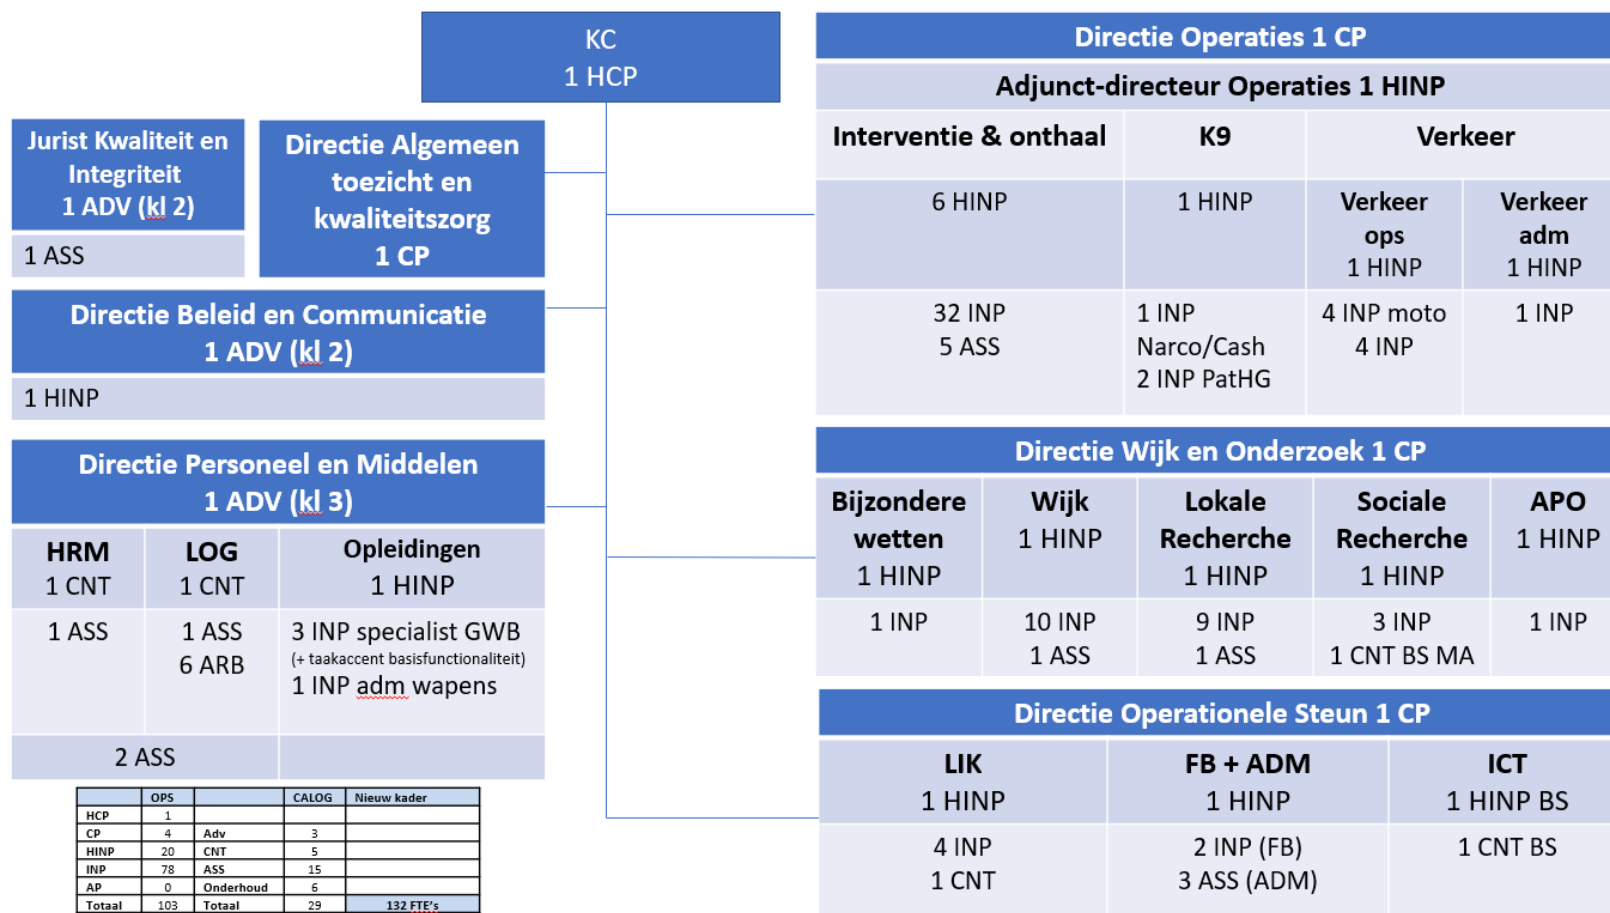 KC
1 HCP
Jurist Kwaliteit en
Integriteit
1 ADV (kl 2)
1 ASS
Directie Algemeen
toezicht en
kwaliteitszorg
1 CP
Directie Beleid en Communicatie
1 ADV (kl 2)
1 HINP
Directie Personeel en Middelen
1 ADV (kl 3)
HRM
1 CNT
LOG
1 CNT
Opleidingen
1 HINP
1 ASS
1 ASS
6 ARB
3 INP specialist GWB
(+ taakaccent basisfunctionaliteit)
1 INP adm wapens
2 ASS
OPS CALOG Nieuw kader
HCP 1
CP 4 Adv 3
HINP 20 CNT 5
INP 78 ASS 15
AP 0 Onderhoud 6
Totaal 103 Totaal 29 132 FTE's
Directie Operaties 1 CP
Adjunct-directeur Operaties 1 HINP
Interventie & onthaal
K9
Verkeer
6 HINP
1 HINP
Verkeer
ops
1 HINP
Verkeer
adm
1 HINP
32 INP
5 ASS
1 INP
Narco/Cash
2 INP PatHG
4 INP moto
4 INP
1 INP
Directie Wijk en Onderzoek 1 CP
Bijzondere
wetten
1 HINP
Wijk
1 HINP
Lokale
Recherche
1 HINP
Sociale
Recherche
1 HINP
APO
1 HINP
1 INP
10 INP
1 ASS
9 INP
1 ASS
3 INP
1 CNT BS MA
1 INP
Directie Operationele Steun 1 CP
LIK
1 HINP
FB + ADM
1 HINP
ICT
1 HINP BS
4 INP
1 CNT
2 INP (FB)
3 ASS (ADM)
1 CNT BS